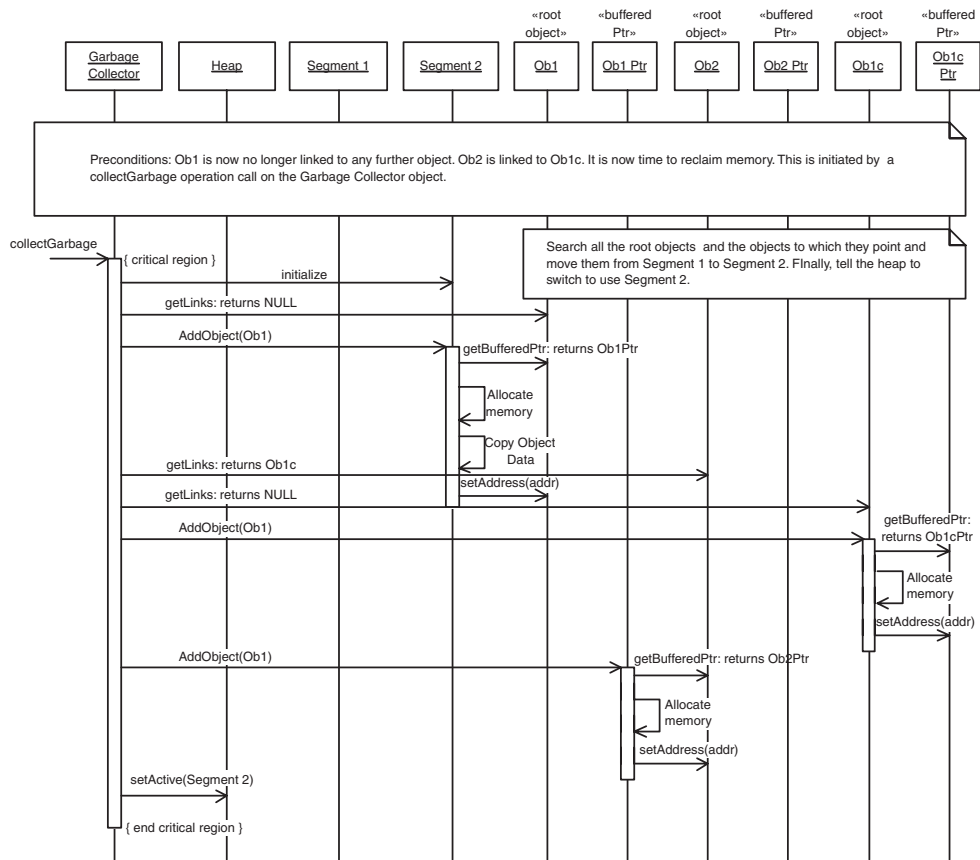 «root
object»
«buffered
Ptr»
«root
object»
«buffered
Ptr»
«root
object»
«buffered
Ptr»
Garbage
Collector
Heap
Segment 1
Segment 2
Ob1
Ob1 Ptr
Ob2
Ob2 Ptr
Ob1c
Ob1c
Ptr
Preconditions: Ob1 is now no longer linked to any further object. Ob2 is linked to Ob1c. It is now time to reclaim memory. This is initiated by a
collectGarbage operation call on the Garbage Collector object.
collectGarbage
{ critical region }
Search all the root objects and the objects to which they point and
move them from Segment 1 to Segment 2. FInally, tell the heap to
switch to use Segment 2.
initialize
getLinks: returns NULL
AddObject(Ob1)
getBufferedPtr: returns Ob1Ptr
Allocate
memory
Copy Object
Data
getLinks: returns Ob1c
setAddress(addr)
getLinks: returns NULL
AddObject(Ob1)
getBufferedPtr:
returns Ob1cPtr
Allocate
memory
setAddress(addr)
AddObject(Ob1)
getBufferedPtr: returns Ob2Ptr
Allocate
memory
setAddress(addr)
setActive(Segment 2)
{ end critical region }